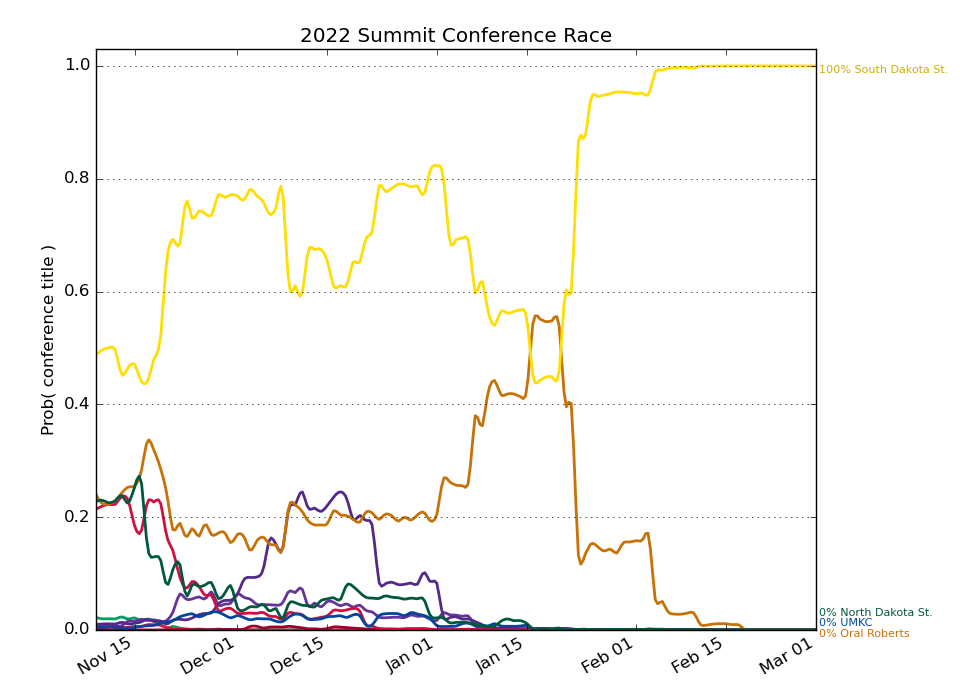 2022 Summit Conference Race
Prob( conference title )
1.0
0.8
0.6
0.4
0.2
0.0
Nov 15
Dec 01
Dec 15
Jan 01
Jan 15
Feb 01
Feb 15
Mar 01
100% South Dakota St.
0% North Dakota St.
0% UMKC
0% Oral Roberts